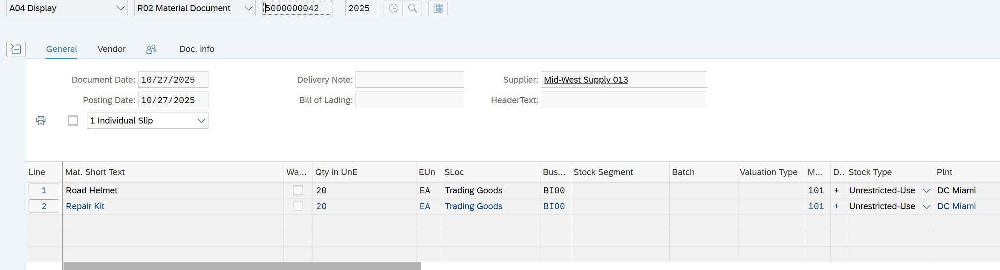 A04 Display R02 Material Document 5000000042 2025
General Vendor Doc. info
Document Date: 10/27/2025 Delivery Note: Supplier: Mid-West Supply 013
Posting Date: 10/27/2025 Bill of Lading: HeaderText:
1 Individual Slip
Line Mat. Short Text Wa... Qty in UnE EUn SLoc Bus... Stock Segment Batch Valuation Type M... D.. Stock Type Plnt
1 Road Helmet 20 EA Trading Goods BI00 101 + Unrestricted-Use DC Miami
2 Repair Kit 20 EA Trading Goods BI00 101 + Unrestricted-Use DC Miami